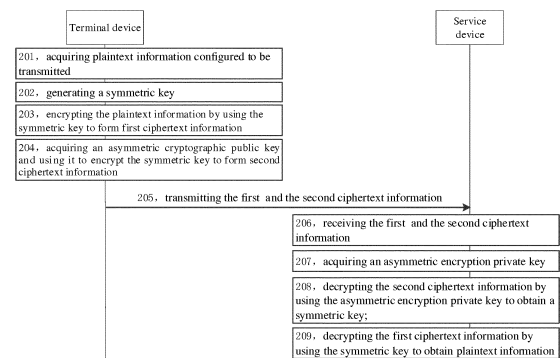 Terminal device
Service
device
201, acquiring plaintext information configured to be
transmitted
202, generating a symmetric key
203, encrypting the plaintext information by using the
symmetric key to form first ciphertext information
204, acquiring an asymmetric cryptographic public key
and using it to encrypt the symmetric key to form second
ciphertext information
205, transmitting the first and the second ciphertext information
206, receiving the first and the second ciphertext
information
207, acquiring an asymmetric encryption private key
208, decrypting the second ciphertext information by
using the asymmetric encryption private key to obtain a
symmetric key;
209, decrypting the first ciphertext information by
using the symmetric key to obtain plaintext information